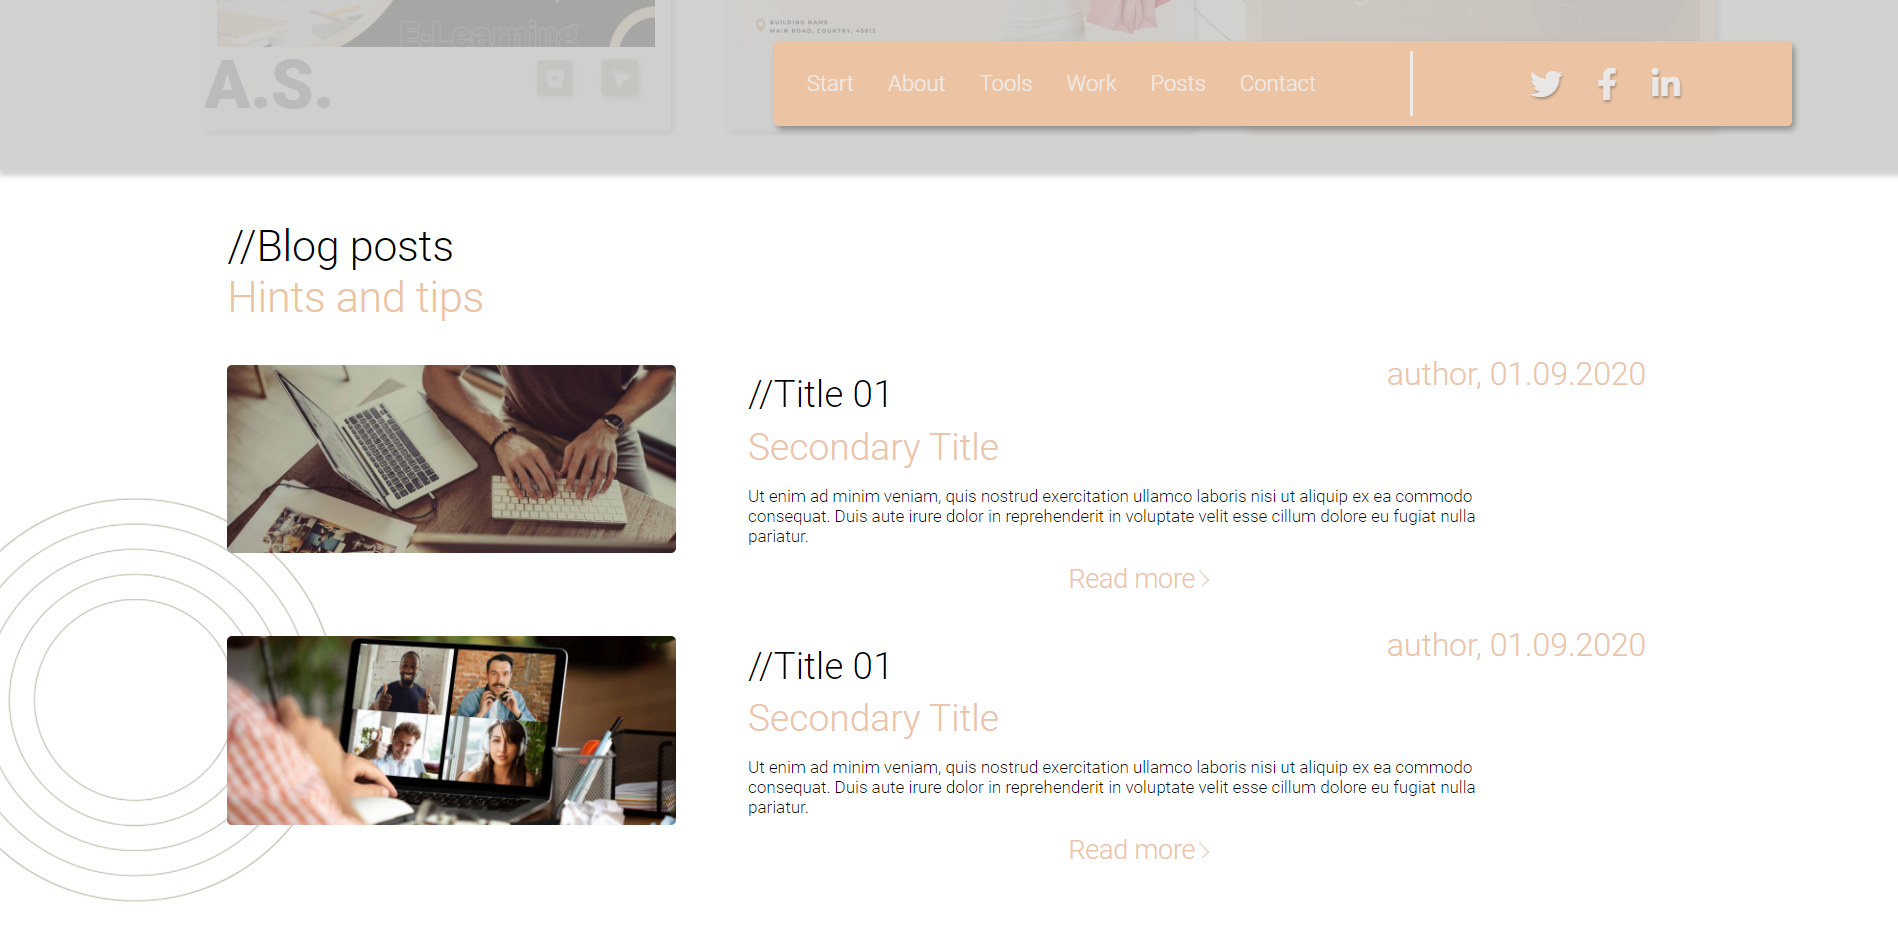 E-Learning
BUILDING NAME
MAIN ROAD, COUNTRY, 45612
A.S.
Start About Tools Work Posts Contact
//Blog posts
Hints and tips
//Title 01
author, 01.09.2020
Secondary Title
Ut enim ad minim veniam, quis nostrud exercitation ullamco laboris nisi ut aliquip ex ea commodo
consequat. Duis aute irure dolor in reprehenderit in voluptate velit esse cillum dolore eu fugiat nulla
pariatur.
Read more
//Title 01
author, 01.09.2020
Secondary Title
Ut enim ad minim veniam, quis nostrud exercitation ullamco laboris nisi ut aliquip ex ea commodo
consequat. Duis aute irure dolor in reprehenderit in voluptate velit esse cillum dolore eu fugiat nulla
pariatur.
Read more